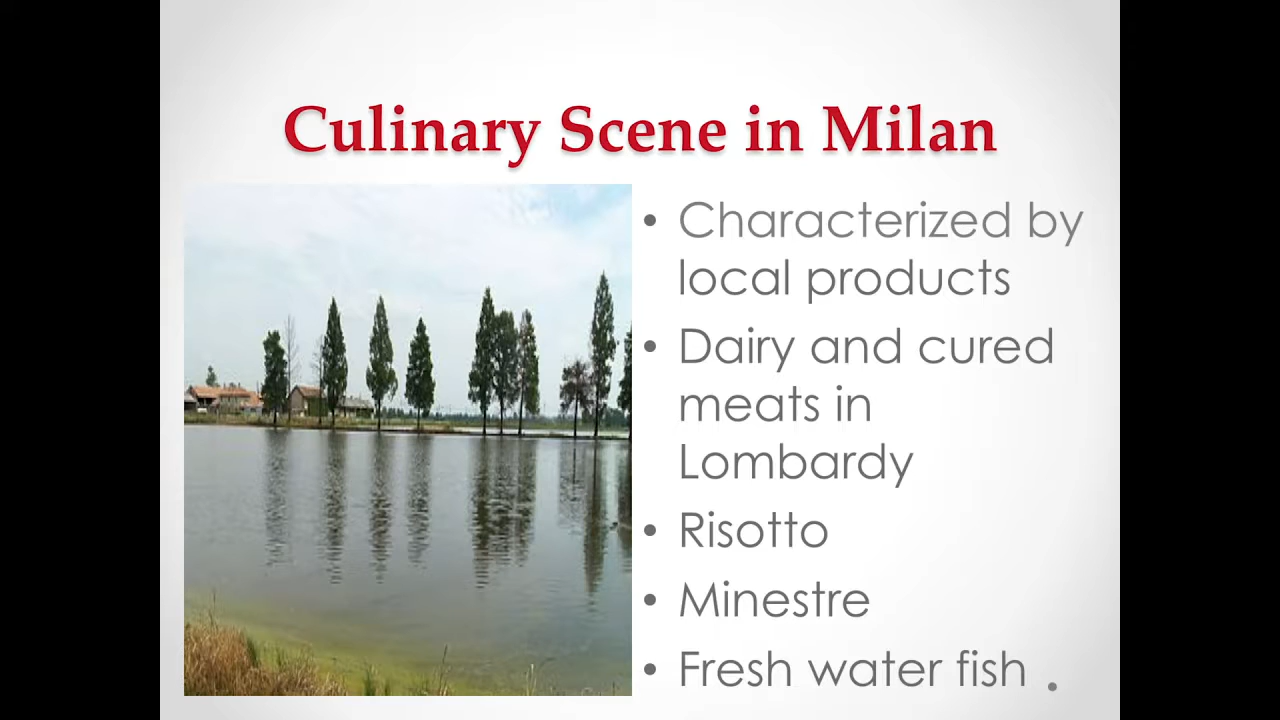 Culinary Scene in Milan
• Characterized by
local products
• Dairy and cured
meats in
Lombardy
• Risotto
• Minestre
• Fresh water fish .